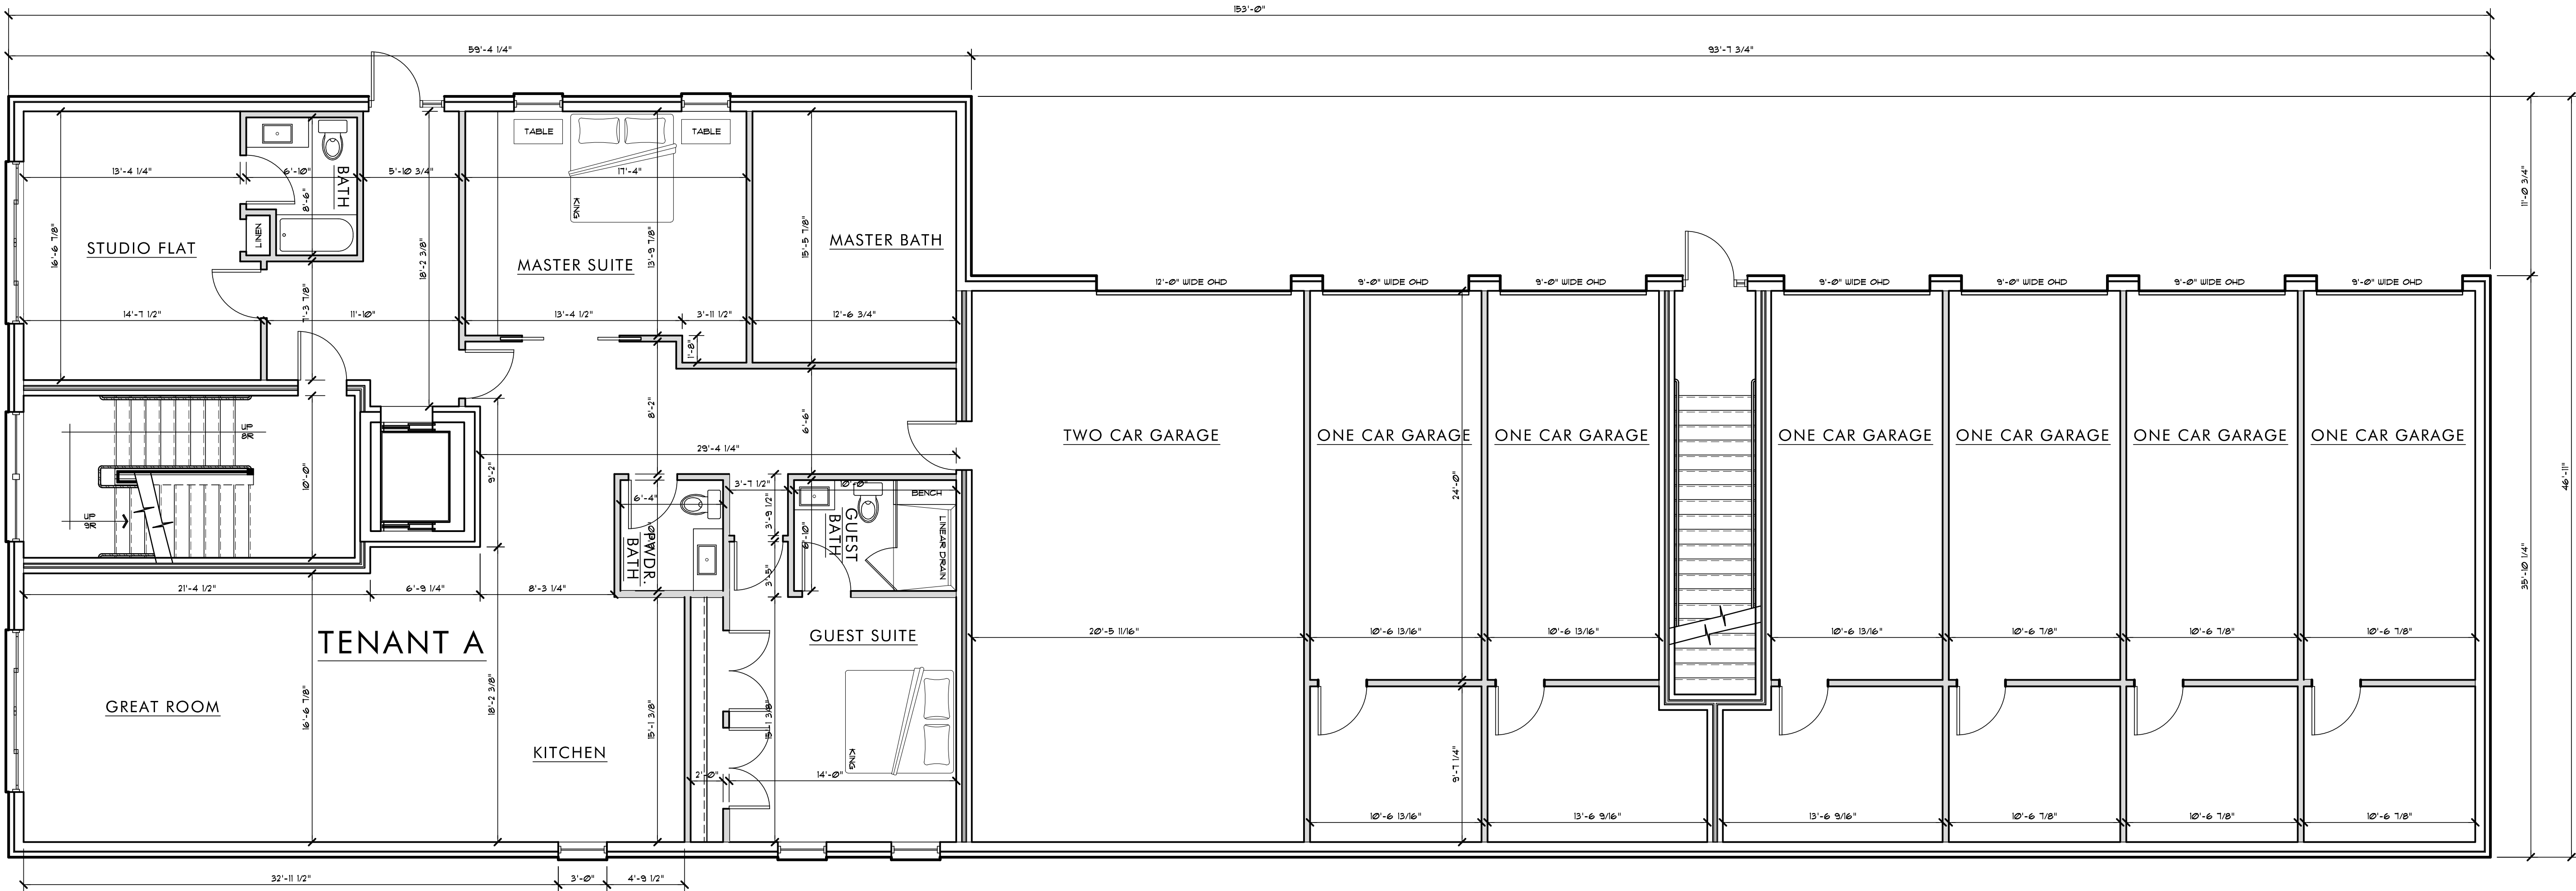 153'-0"
59'-4 1/4"
93'-7 3/4"
TABLE
TABLE
13'-4 1/4"
6'-10"
5'-10 3/4"
17'-4"
BATH
8'-6"
KING
LINEN
16'-6 7/8"
18'-2 3/8"
13'-9 7/8"
15'-5 7/8"
11'-0 3/4"
STUDIO FLAT
MASTER SUITE
MASTER BATH
12'-0" WIDE OHD
9'-0" WIDE OHD
9'-0" WIDE OHD
9'-0" WIDE OHD
9'-0" WIDE OHD
9'-0" WIDE OHD
9'-0" WIDE OHD
7'-3 7/8"
14'-7 1/2"
11'-10"
13'-4 1/2"
3'-11 1/2"
12'-6 3/4"
1'-8"
UP
8R
UP
9R
10'-0"
8'-2"
6'-6"
9'-2"
29'-4 1/4"
TWO CAR GARAGE
ONE CAR GARAGE
ONE CAR GARAGE
ONE CAR GARAGE
ONE CAR GARAGE
ONE CAR GARAGE
ONE CAR GARAGE
24'-0"
46'-11"
35'-10 1/4"
6'-4"
3'-7 1/2"
10'-0"
BENCH
3'-9 1/2"
PWDR.
BATH
GUEST
BATH
LINEAR DRAIN
3'-5"
21'-4 1/2"
6'-9 1/4"
8'-3 1/4"
TENANT A
GUEST SUITE
20'-5 11/16"
10'-6 13/16"
10'-6 13/16"
10'-6 13/16"
10'-6 7/8"
10'-6 7/8"
10'-6 7/8"
GREAT ROOM
16'-6 7/8"
18'-2 3/8"
15'-1 3/8"
15'-1 3/8"
KITCHEN
KING
2'-0"
14'-0"
9'-7 1/4"
10'-6 13/16"
13'-6 9/16"
13'-6 9/16"
10'-6 7/8"
10'-6 7/8"
10'-6 7/8"
32'-11 1/2"
3'-0"
4'-9 1/2"